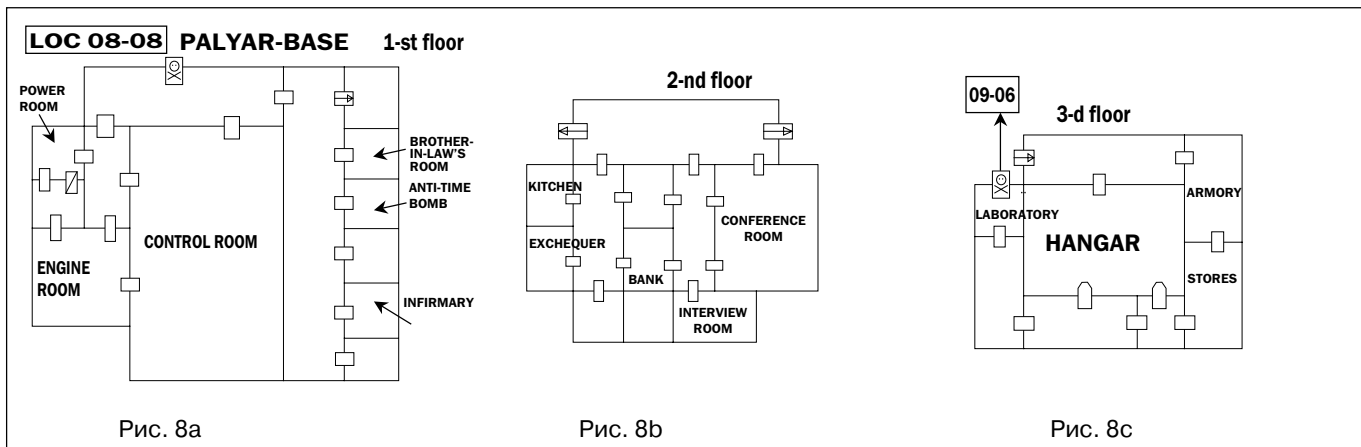 LOC 08-08 PALYAR-BASE 1-st floor
POWER
ROOM
BROTHER-
IN-LAW'S
ROOM
ANTI-TIME
BOMB
CONTROL ROOM
ENGINE
ROOM
INFIRMARY
Рис. 8a
2-nd floor
KITCHEN
EXCHEQUER
BANK
CONFERENCE
ROOM
INTERVIEW
ROOM
Рис. 8b
09-06
3-d floor
ARMORY
LABORATORY
HANGAR
STORES
Рис. 8c